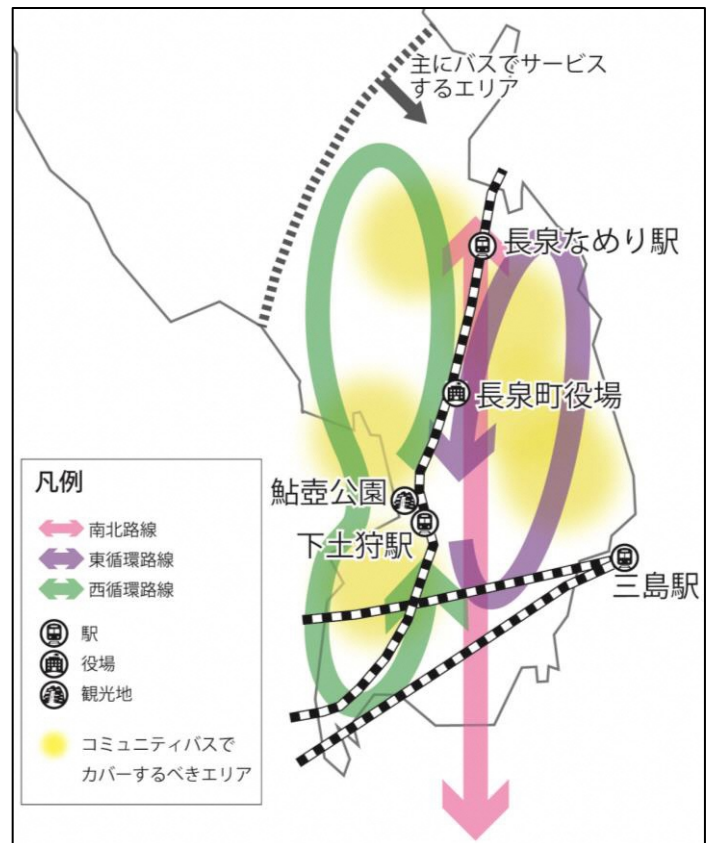 主にバスでサービス
するエリア
長泉なめり駅
長泉町役場
鮎壺公園
下土狩駅
三島駅
凡例
南北路線
東循環路線
西循環路線
駅
役場
観光地
コミュニティバスで
カバーするべきエリア